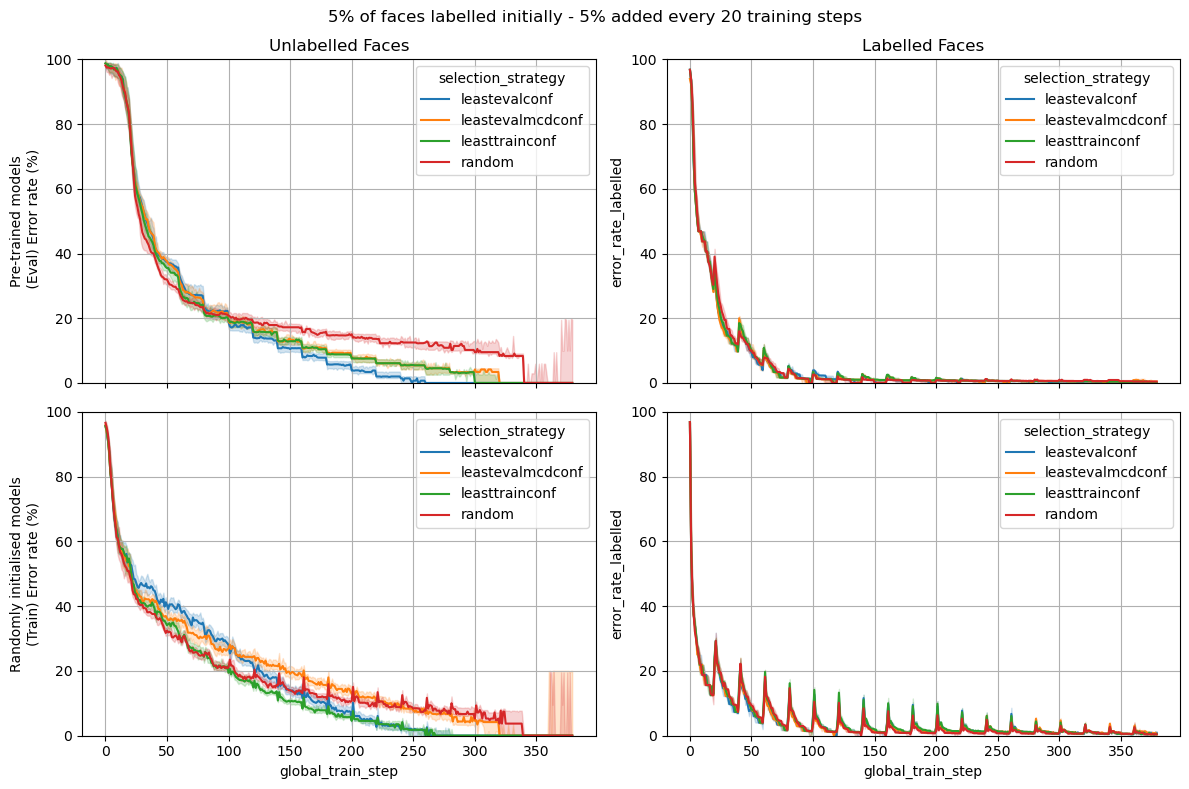 5% of faces labelled initially - 5% added every 20 training steps
Unlabelled Faces
Pre-trained models
(Eval) Error rate (%)
100
80
60
40
20
0
selection_strategy
leastevalconf
leastevalmcdconf
leasttrainconf
random
Labelled Faces
error_rate_labelled
100
80
60
40
20
0
selection_strategy
leastevalconf
leastevalmcdconf
leasttrainconf
random
Randomly initialised models
(Train) Error rate (%)
100
80
60
40
20
0
selection_strategy
leastevalconf
leastevalmcdconf
leasttrainconf
random
0 50 100 150 200 250 300 350
global_train_step
error_rate_labelled
100
80
60
40
20
0
selection_strategy
leastevalconf
leastevalmcdconf
leasttrainconf
random
0 50 100 150 200 250 300 350
global_train_step